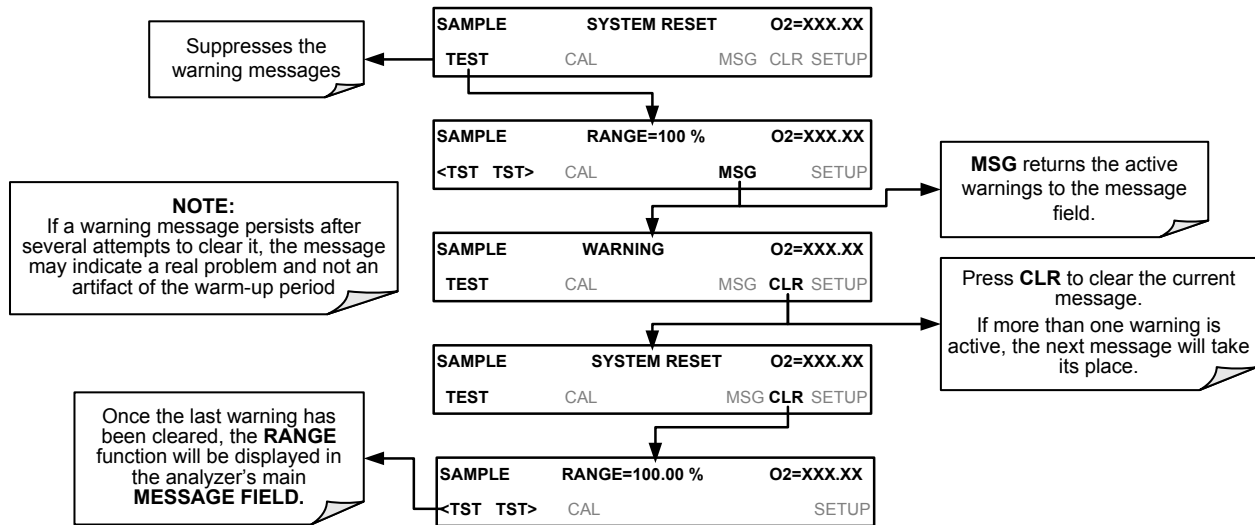 Suppresses the
warning messages
SAMPLE SYSTEM RESET O2=XXX.XX
TEST CAL MSG CLR SETUP
SAMPLE RANGE=100 % O2=XXX.XX
<TST TST> CAL MSG SETUP
MSG returns the active
warnings to the message
field.
NOTE:
If a warning message persists after
several attempts to clear it, the message
may indicate a real problem and not an
artifact of the warm-up period
SAMPLE WARNING O2=XXX.XX
TEST CAL MSG CLR SETUP
Press CLR to clear the current
message.
If more than one warning is
active, the next message will take
its place.
SAMPLE SYSTEM RESET O2=XXX.XX
TEST CAL MSG CLR SETUP
Once the last warning has
been cleared, the RANGE
function will be displayed in
the analyzer's main
MESSAGE FIELD.
SAMPLE RANGE=100.00 % O2=XXX.XX
<TST TST> CAL SETUP